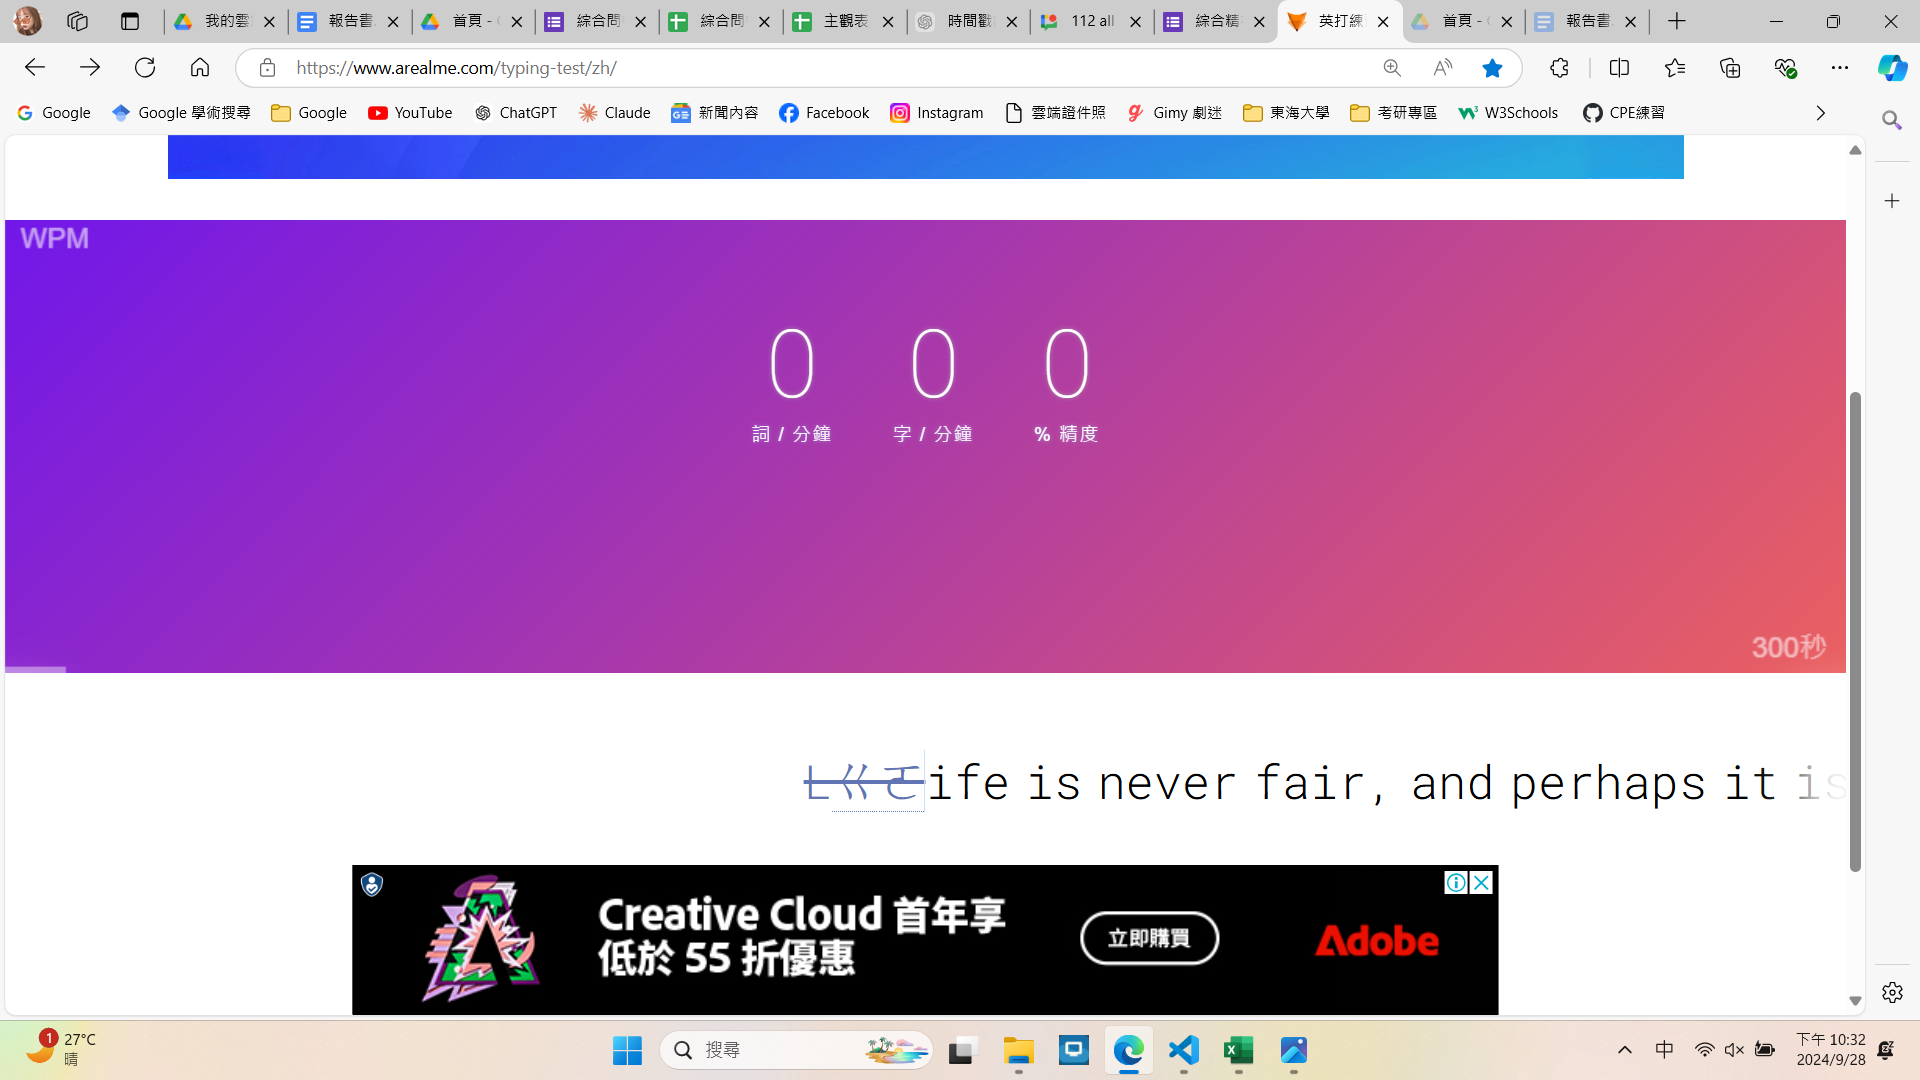 我的雲
報告書
首頁 - 
綜合問
綜合問
主觀表
時間戳
112 all
綜合精
英打練
首頁 - 
報告書
https://www.arealme.com/typing-test/zh/
Google
Google 學術搜尋
Google
YouTube
ChatGPT
Claude
新聞內容
Facebook
Instagram
雲端證件照
Gimy 劇迷
東海大學
考研專區
W3Schools
CPE練習
WPM
0 0 0
詞 / 分鐘 字 / 分鐘 % 精度
300秒
ㄍㄛife is never fair, and perhaps it is
Creative Cloud 首年享
低於 55 折優惠
立即購買
Adobe
1
27°C
晴
搜尋
中
下午 10:32
2024/9/28